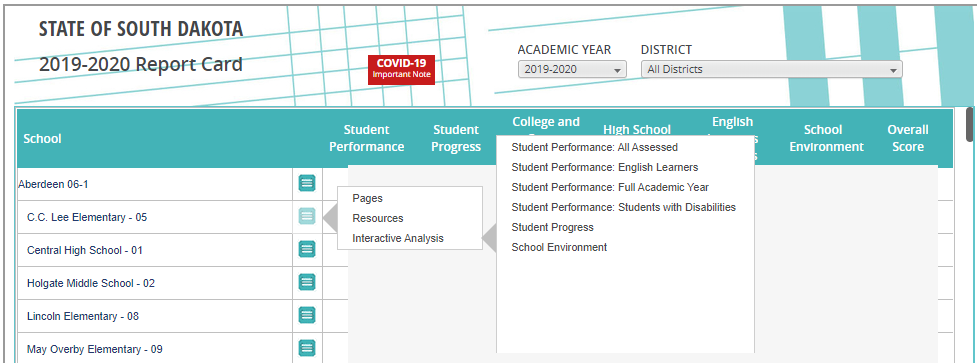 STATE OF SOUTH DAKOTA
2019-2020 Report Card
COVID-19
Important Note
ACADEMIC YEAR
DISTRICT
2019-2020
All Districts
School
Student
Performance
Student
Progress
College and
High School
English
School
Environment
Overall
Score
Aberdeen 06-1
C.C. Lee Elementary - 05
Central High School - 01
Holgate Middle School - 02
Lincoln Elementary - 08
May Overby Elementary - 09
Pages
Resources
Interactive Analysis
Student Performance: All Assessed
Student Performance: English Learners
Student Performance: Full Academic Year
Student Performance: Students with Disabilities
Student Progress
School Environment